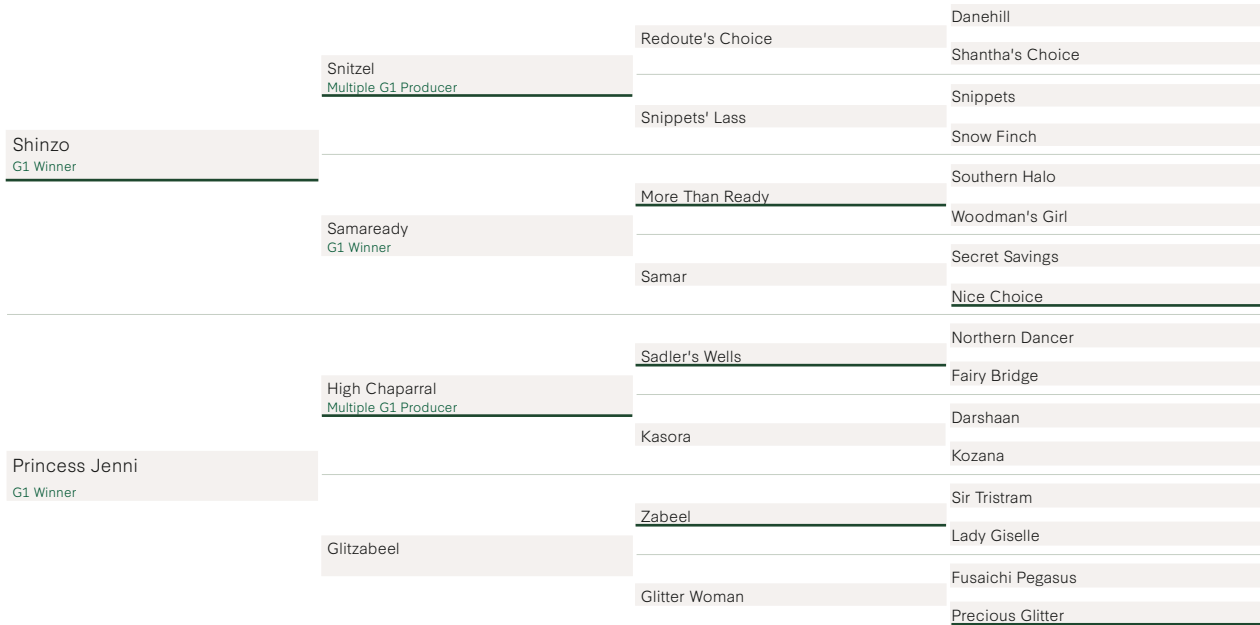 Shinzo
G1 Winner
Princess Jenni
G1 Winner
Snitzel
Multiple G1 Producer
Samaready
G1 Winner
High Chaparral
Multiple G1 Producer
Glitzabeel
Redoute's Choice
Snippets' Lass
More Than Ready
Samar
Sadler's Wells
Kasora
Zabeel
Glitter Woman
Danehill
Shantha's Choice
Snippets
Snow Finch
Southern Halo
Woodman's Girl
Secret Savings
Nice Choice
Northern Dancer
Fairy Bridge
Darshaan
Kozana
Sir Tristram
Lady Giselle
Fusaichi Pegasus
Precious Glitter